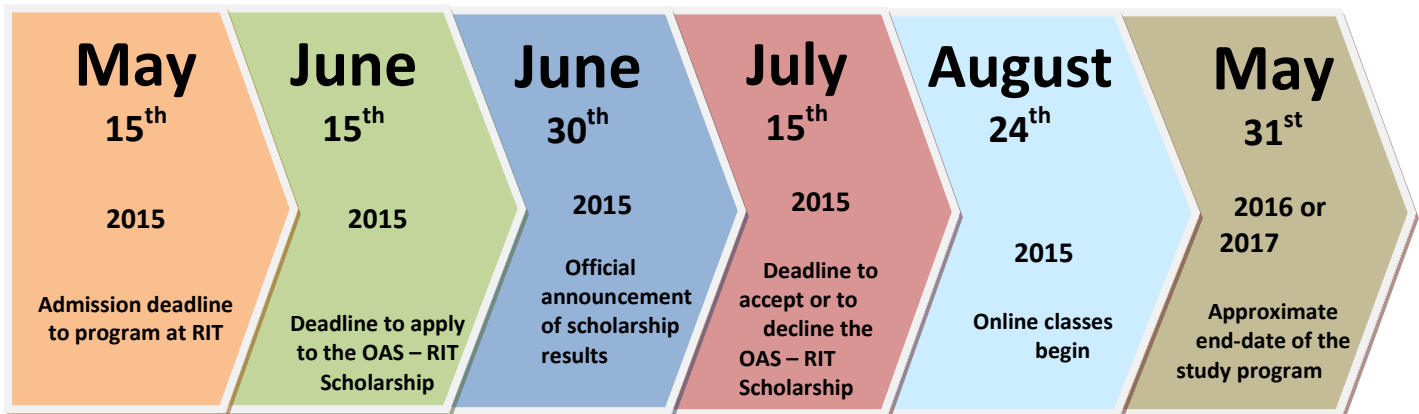 May
15th
2015
Admission deadline
to program at RIT
June
15th
2015
Deadline to apply
to the OAS – RIT
Scholarship
June
30th
2015
Official
announcement
of scholarship
results
July
15th
2015
Deadline to
accept or to
decline the
OAS – RIT
Scholarship
August
24th
2015
Online classes
begin
May
31st
2016 or
2017
Approximate
end-date of the
study program